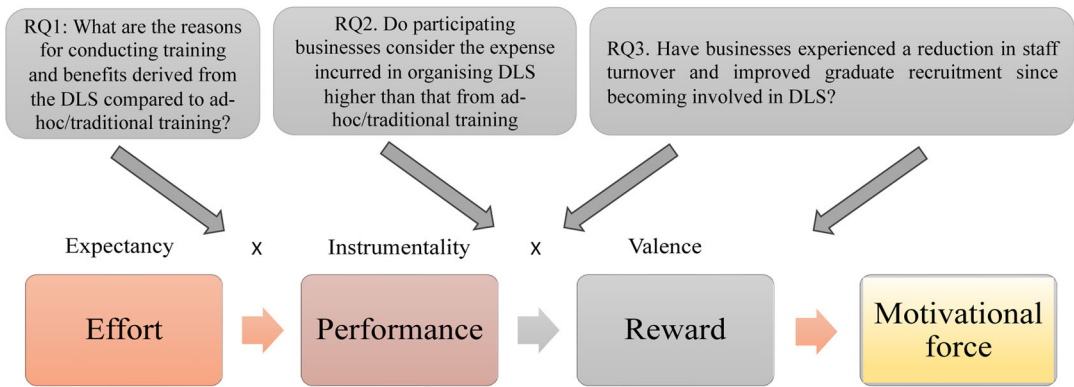 RQ1: What are the reasons
for conducting training
and benefits derived from
the DLS compared to ad-
hoc/traditional training?
RQ2. Do participating
businesses consider the expense
incurred in organising DLS
higher than that from ad-
hoc/traditional training
RQ3. Have businesses experienced a reduction in staff
turnover and improved graduate recruitment since
becoming involved in DLS?
Expectancy x Instrumentality x Valence
Effort
Performance
Reward
Motivational
force